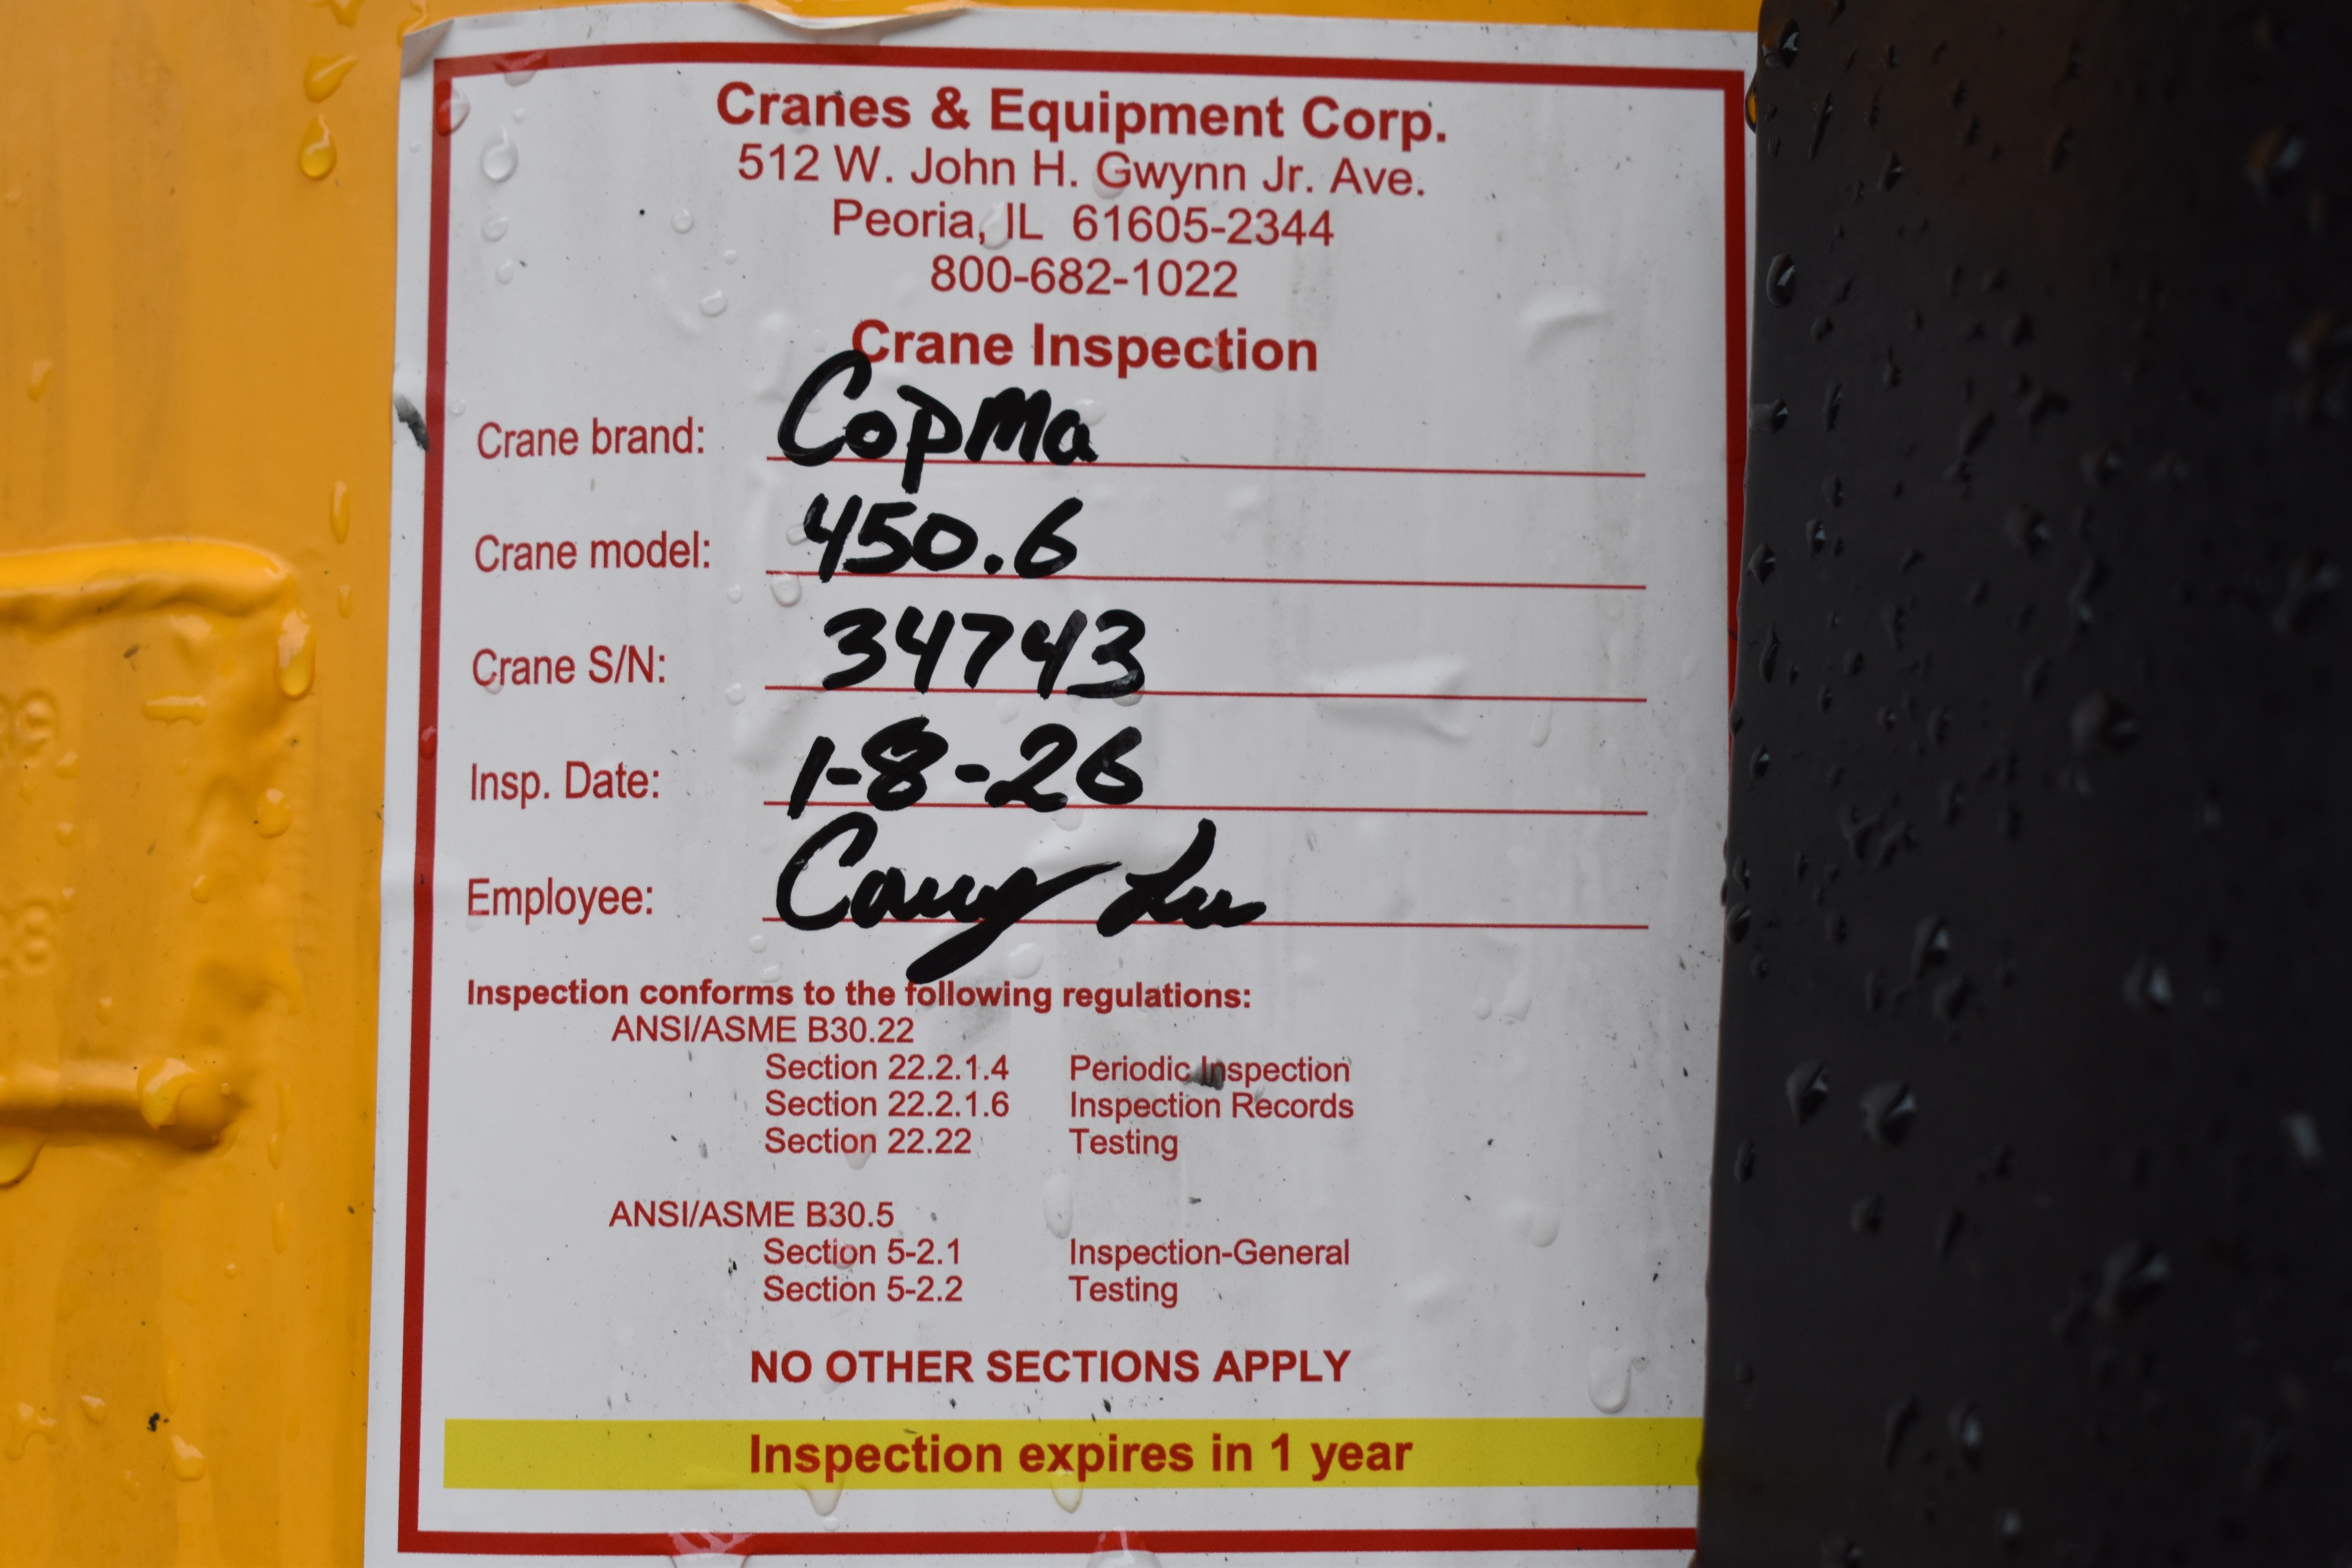 Cranes & Equipment Corp.
512 W. John H. Gwynn Jr. Ave.
Peoria, IL 61605-2344
800-682-1022
Crane Inspection
Crane brand: Copma
Crane model: 450.6
Crane S/N: 34743
Insp. Date: 1-8-26
Employee:
Inspection conforms to the following regulations:
ANSI/ASME B30.22
Section 22.2.1.4 Periodic Inspection
Section 22.2.1.6 Inspection Records
Section 22.22 Testing
ANSI/ASME B30.5
Section 5-2.1 Inspection-General
Section 5-2.2 Testing
NO OTHER SECTIONS APPLY
Inspection expires in 1 year